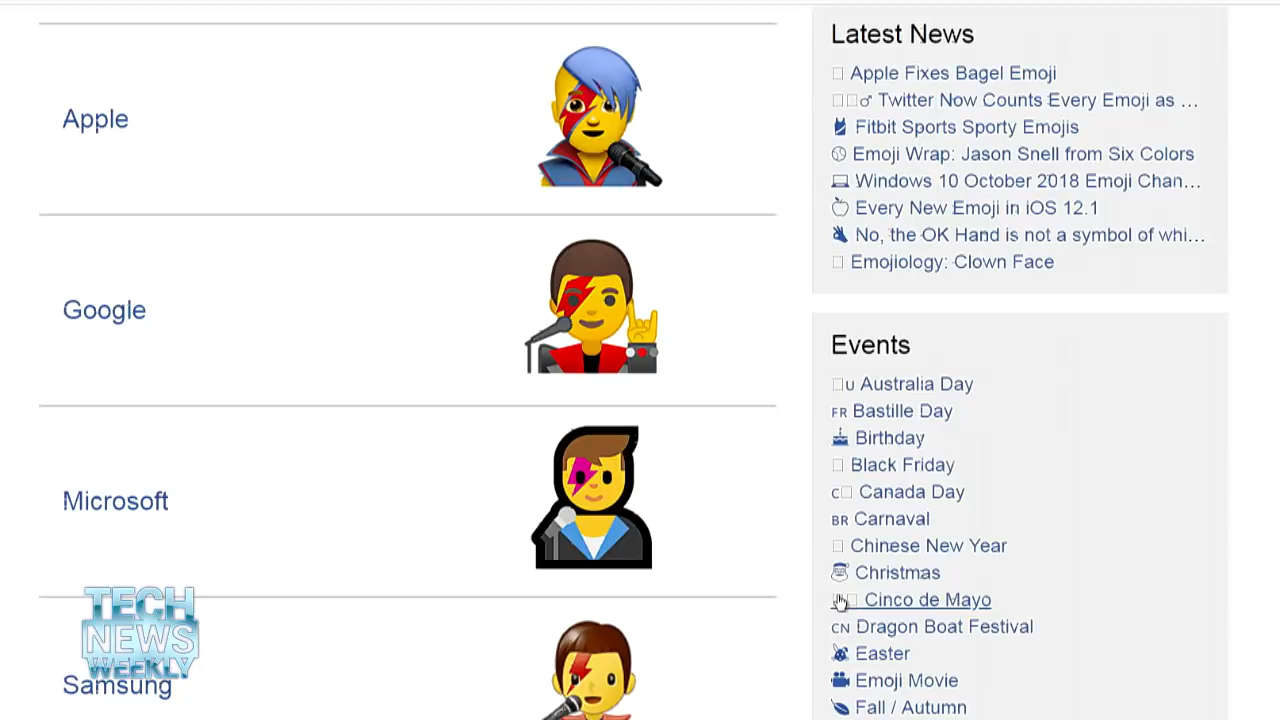 Apple
Google
Microsoft
Samsung
TECH
NEWS
WEEKLY
Latest News
Apple Fixes Bagel Emoji
Twitter Now Counts Every Emoji as ...
Fitbit Sports Sporty Emojis
Emoji Wrap: Jason Snell from Six Colors
Windows 10 October 2018 Emoji Chan...
Every New Emoji in iOS 12.1
No, the OK Hand is not a symbol of whi...
Emojiology: Clown Face
Events
U Australia Day
FR Bastille Day
Birthday
Black Friday
C Canada Day
BR Carnaval
Chinese New Year
Christmas
Cinco de Mayo
CN Dragon Boat Festival
Easter
Emoji Movie
Fall / Autumn